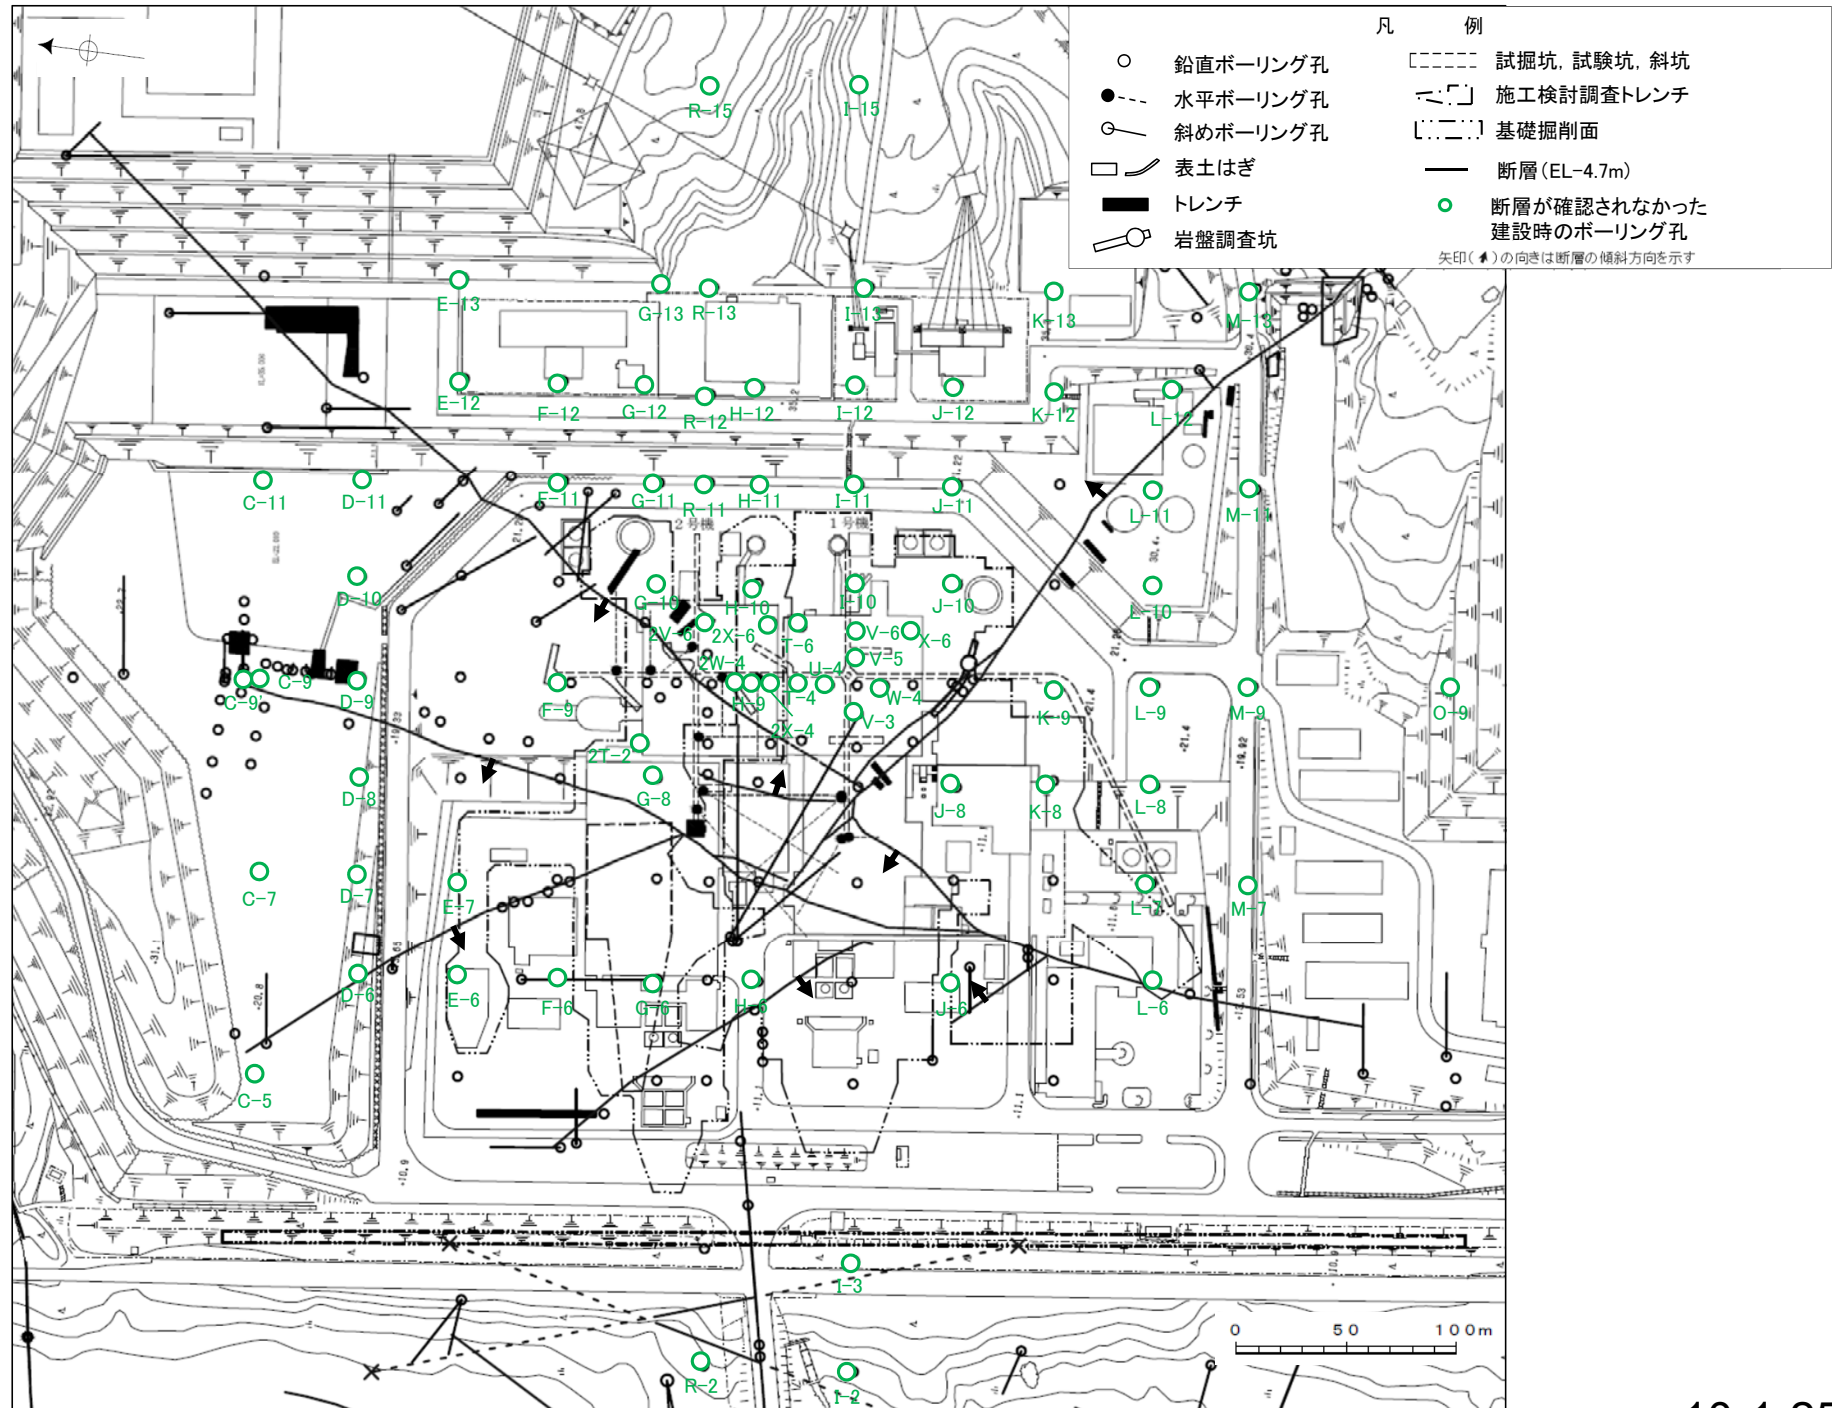 凡 例
鉛直ボーリング孔
水平ボーリング孔
斜めボーリング孔
表土はぎ
トレンチ
岩盤調査坑
試掘坑, 試験坑, 斜坑
施工検討調査トレンチ
基礎掘削面
断層(EL-4.7m)
断層が確認されなかった
建設時のボーリング孔
矢印( )の向きは断層の傾斜方向を示す
R-15 I-15
E-13 G-13 R-13 I-13 K-13 M-13
E-12 F-12 G-12 R-12 H-12 I-12 J-12 K-12 L-12
C-11 D-11 F-11 G-11 R-11 H-11 I-11 J-11 L-11 M-11
2号機 1号機
D-10 G-10 H-10 I-10 J-10 L-10
2V-6 2X-6 T-6 V-6 X-6
2W-4 U-4 V-5
C-9' C-9 D-9 F-9 H-9 T-4 W-4 K-9 L-9 M-9 O-9
2X-4 V-3
2T-2
D-8 G-8 J-8 K-8 L-8
C-7 D-7 E-7 L-7 M-7
D-6 E-6 F-6 G-6 H-6 J-6 L-6
C-5
I-3
R-2 I-2
0 50 100m